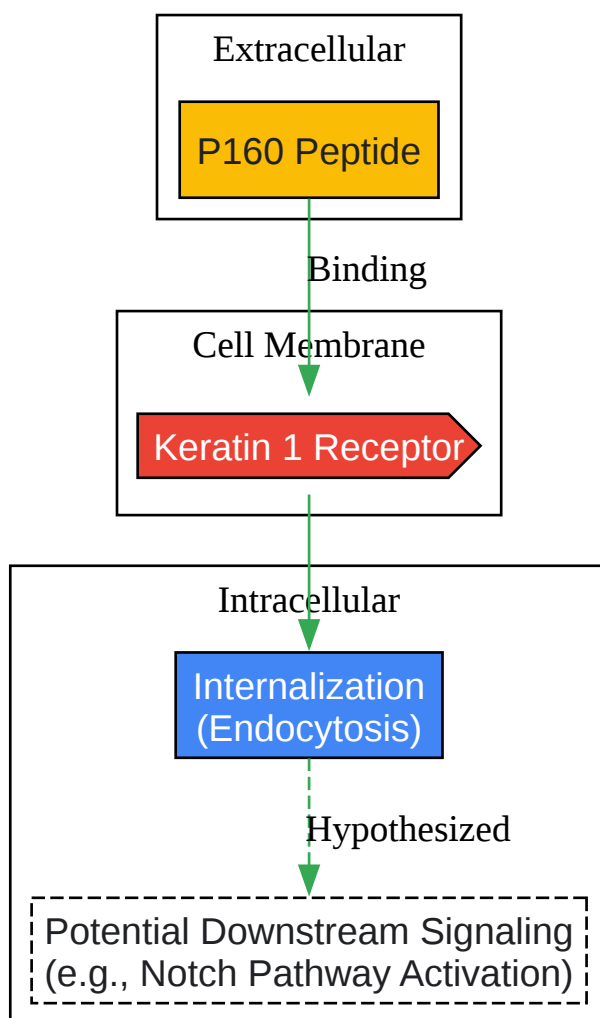 Extracellular
P160 Peptide
Binding
Cell Membrane
Keratin 1 Receptor
Intracellular
Internalization
(Endocytosis)
Hypothesized
Potential Downstream Signaling
(e.g., Notch Pathway Activation)